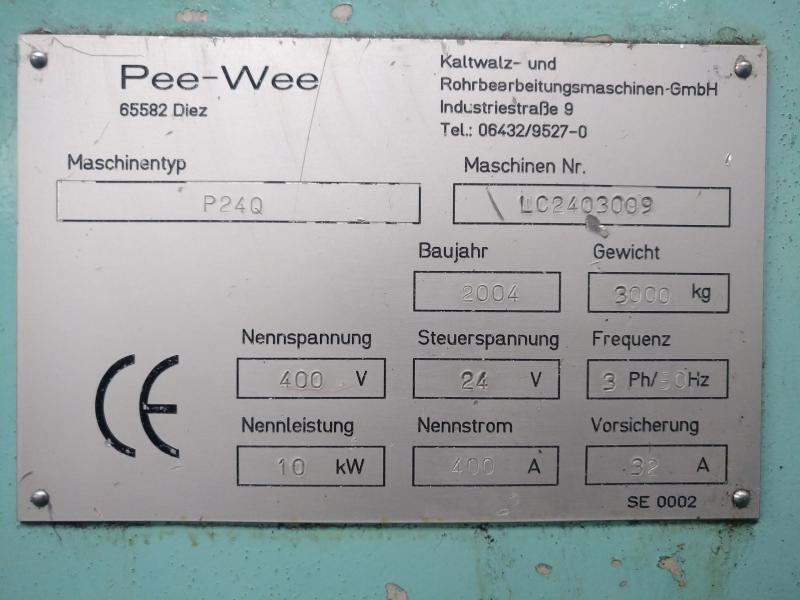 Pee-Wee
65582 Diez
Kaltwalz- und
Rohrbearbeitungsmaschinen-GmbH
Industriestraße 9
Tel.: 06432/9527-0
Maschinentyp
P24Q
Maschinen Nr.
LC2403009
Baujahr
2004
Gewicht
3000 kg
Nennspannung
400 V
Steuerspannung
24 V
Frequenz
3 Ph/50Hz
CE
Nennleistung
10 kW
Nennstrom
400 A
Vorsicherung
32 A
SE 0002